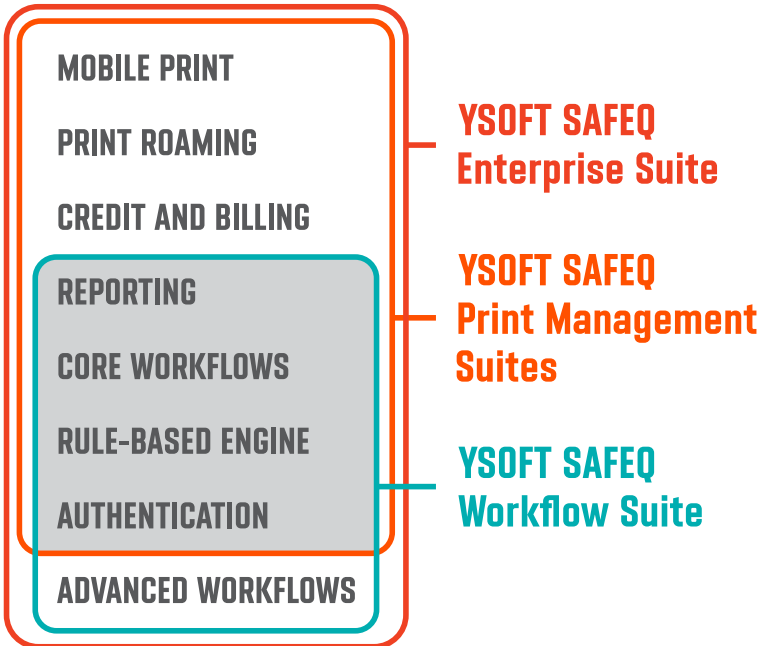 MOBILE PRINT
PRINT ROAMING
CREDIT AND BILLING
REPORTING
CORE WORKFLOWS
RULE-BASED ENGINE
AUTHENTICATION
ADVANCED WORKFLOWS
YSOFT SAFEQ
Enterprise Suite
YSOFT SAFEQ
Print Management
Suites
YSOFT SAFEQ
Workflow Suite